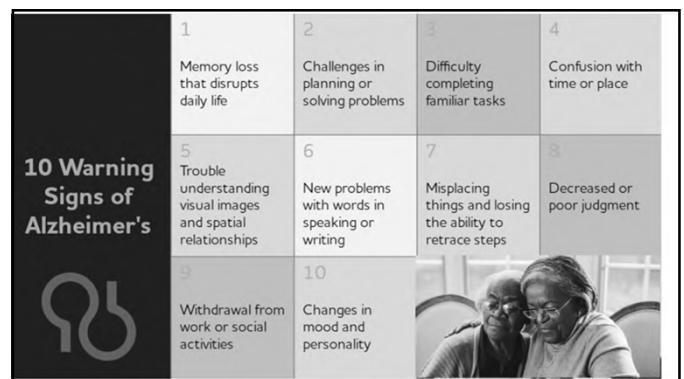 10 Warning
Signs of
Alzheimer's
1
Memory loss
that disrupts
daily life
2
Challenges in
planning or
solving problems
3
Difficulty
completing
familiar tasks
4
Confusion with
time or place
5
Trouble
understanding
visual images
and spatial
relationships
6
New problems
with words in
speaking or
writing
7
Misplacing
things and losing
the ability to
retrace steps
8
Decreased or
poor judgment
9
Withdrawal from
work or social
activities
10
Changes in
mood and
personality